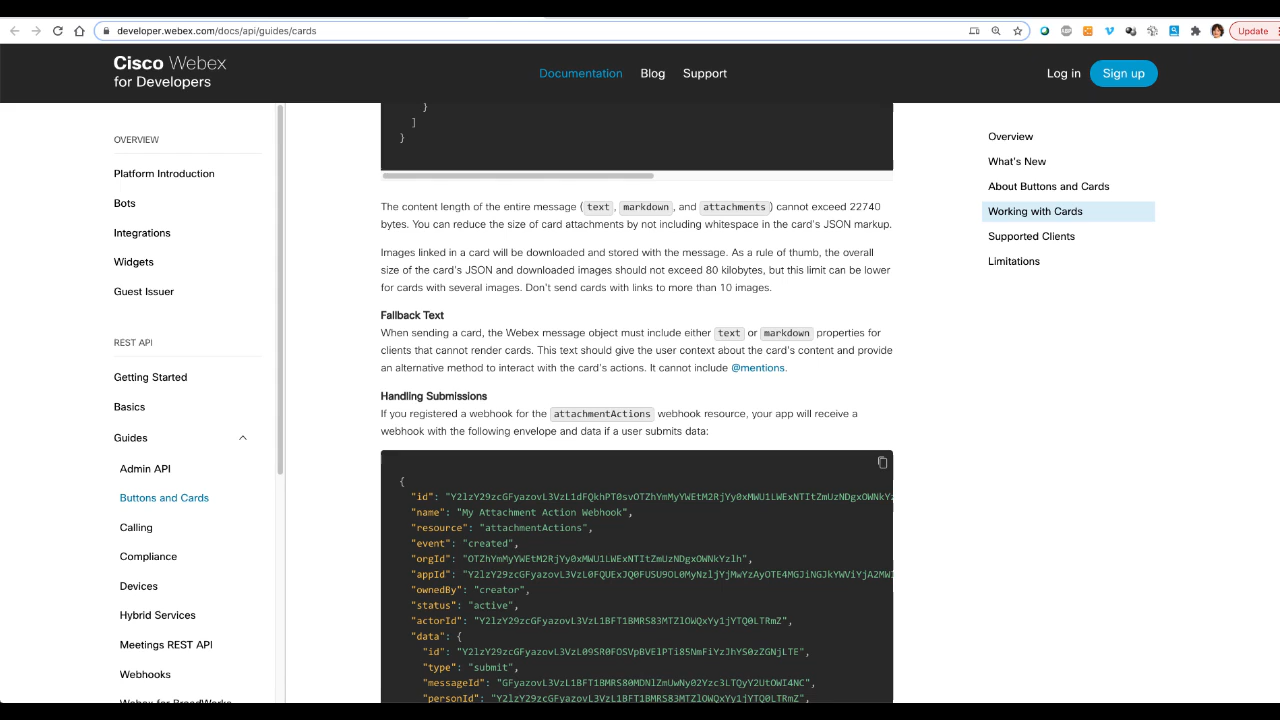 developer.webex.com/docs/api/guides/cards
Update
Cisco Webex
for Developers
Documentation
Blog
Support
Log in
Sign up
OVERVIEW
Platform Introduction
Bots
Integrations
Widgets
Guest Issuer
REST API
Getting Started
Basics
Guides
Admin API
Buttons and Cards
Calling
Compliance
Devices
Hybrid Services
Meetings REST API
Webhooks
}
]
}
The content length of the entire message ( text, markdown, and attachments ) cannot exceed 22740
bytes. You can reduce the size of card attachments by not including whitespace in the card's JSON markup.
Images linked in a card will be downloaded and stored with the message. As a rule of thumb, the overall
size of the card's JSON and downloaded images should not exceed 80 kilobytes, but this limit can be lower
for cards with several images. Don't send cards with links to more than 10 images.
Fallback Text
When sending a card, the Webex message object must include either text or markdown properties for
clients that cannot render cards. This text should give the user context about the card's content and provide
an alternative method to interact with the card's actions. It cannot include @mentions.
Handling Submissions
If you registered a webhook for the attachmentActions webhook resource, your app will receive a
webhook with the following envelope and data if a user submits data:
{
"id":
"name": "My Attachment Action Webhook",
"resource": "attachmentActions",
"event": "created",
"orgId": "OTZhYmMyYWEtM2RjYy0xMWU1LWExNTItZmUzNDgxOWNkYzlh",
"appId":
"ownedBy": "creator",
"status": "active",
"actorId": "Y2lzY29zcGFyazovL3VzL1BFT1BMRS83MTZlOWQxYy1jYTQ0LTRmZ",
"data": {
"id": "Y2lzY29zcGFyazovL3VzL09SR0FOSVpBVElPTi85NmFiYzJhYS0zZGNjLTE",
"type": "submit",
"messageId": "GFyazovL3VzL1BFT1BMRS80MDNlZmUwNy02Yzc3LTQyY2UtOWI4NC",
"personId": "Y2lzY29zcGFyazovL3VzL1BFT1BMRS83MTZlOWQxYy1jYTQ0LTRmZ",
Overview
What's New
About Buttons and Cards
Working with Cards
Supported Clients
Limitations